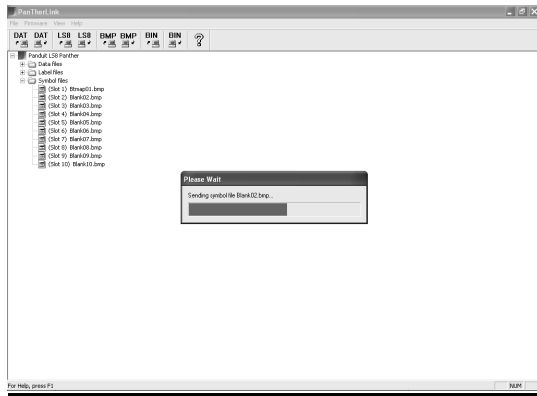 PanTherLink
File Firmware View Help
DAT DAT LS8 LS8 BMP BMP BIN BIN
Panduit LS8 Panther
Data files
Label files
Symbol files
(Slot 1) Bitmap01.bmp
(Slot 2) Blank02.bmp
(Slot 3) Blank03.bmp
(Slot 4) Blank04.bmp
(Slot 5) Blank05.bmp
(Slot 6) Blank06.bmp
(Slot 7) Blank07.bmp
(Slot 8) Blank08.bmp
(Slot 9) Blank09.bmp
(Slot 10) Blank10.bmp
Please Wait
Sending symbol file Blank02.bmp...
For Help, press F1
NUM